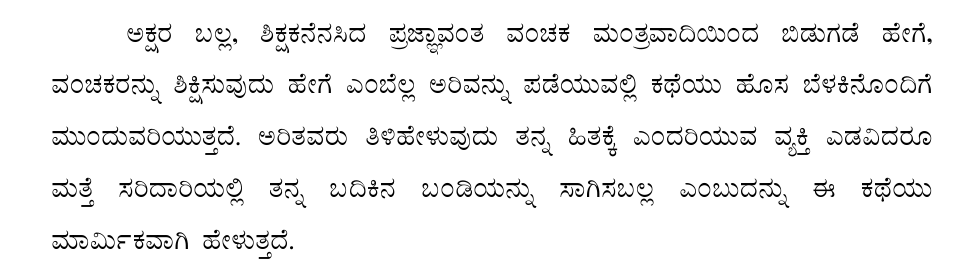 ಅಕ್ಷರ ಬಲ್ಲ, ಶಿಕ್ಷಕನೆನಸಿದ ಪ್ರಜ್ಞಾವಂತ ವಂಚಕ ಮಂತ್ರವಾದಿಯಿಂದ ಬಿಡುಗಡೆ ಹೇಗೆ,
ವಂಚಕರನ್ನು ಶಿಕ್ಷಿಸುವುದು ಹೇಗೆ ಎಂಬೆಲ್ಲ ಅರಿವನ್ನು ಪಡೆಯುವಲ್ಲಿ ಕಥೆಯು ಹೊಸ ಬೆಳಕಿನೊಂದಿಗೆ
ಮುಂದುವರಿಯುತ್ತದೆ. ಅರಿತವರು ತಿಳಿಹೇಳುವುದು ತನ್ನ ಹಿತಕ್ಕೆ ಎಂದರಿಯುವ ವ್ಯಕ್ತಿ ಎಡವಿದರೂ
ಮತ್ತೆ ಸರಿದಾರಿಯಲ್ಲಿ ತನ್ನ ಬದಿಕಿನ ಬಂಡಿಯನ್ನು ಸಾಗಿಸಬಲ್ಲ ಎಂಬುದನ್ನು ಈ ಕಥೆಯು
ಮಾರ್ಮಿಕವಾಗಿ ಹೇಳುತ್ತದೆ.